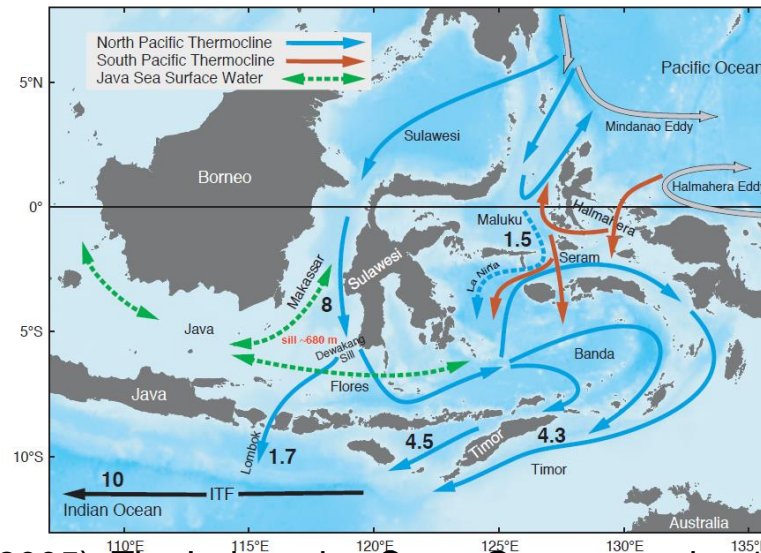 North Pacific Thermocline
South Pacific Thermocline
Java Sea Surface Water
5°N
Pacific Ocean
Mindanao Eddy
Sulawesi
Borneo
Halmahera Eddy
0°
Halmahera
Maluku
1.5
Seram
La Niña
Makassar
Sulawesi
8
Java
5°S
sill ~680 m
Dewakang
Sill
Banda
Flores
Java
Lombok
1.7
4.5
Timor
4.3
Timor
10°S
10
ITF
Indian Ocean
Australia
110°E
115°E
120°E
125°E
130°E
135°E